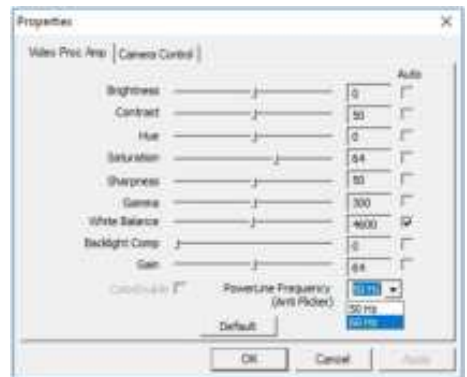 Properties
Video Proc Amp
Camera Control
Auto
Brightness 0
Contrast 50
Hue 0
Saturation 64
Sharpness 50
Gamma 300
White Balance 4600
Backlight Comp 0
Gain 64
ColorEnable
PowerLine Frequency
(Anti Flicker)
50 Hz
60 Hz
Default
OK
Cancel
Apply